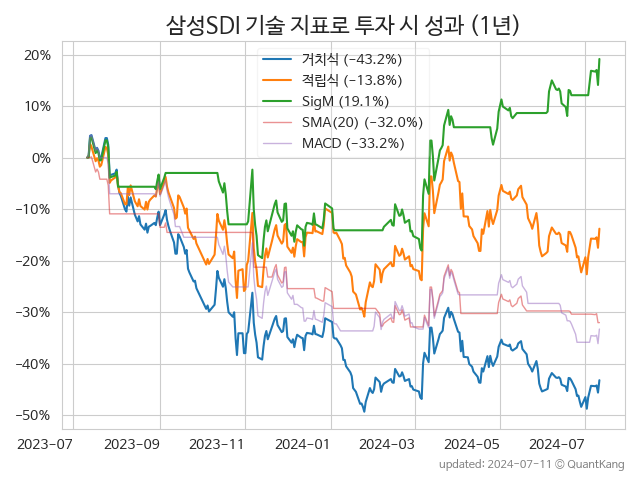 삼성SDI 기술 지표로 투자 시 성과 (1년)
거치식 (−43.2%)
적립식 (−13.8%)
SigM (19.1%)
SMA(20) (−32.0%)
MACD (−33.2%)
20%
10%
0%
−10%
−20%
−30%
−40%
−50%
2023-07 2023-09 2023-11 2024-01 2024-03 2024-05 2024-07
updated: 2024-07-11 ⓒ QuantKang